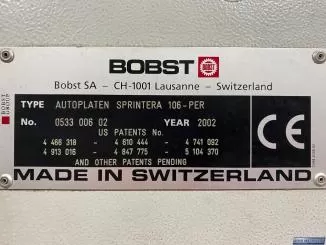 BOBST
Bobst SA – CH-1001 Lausanne – Switzerland
BOBST GROUP
TYPE AUTOPLATEN SPRINTERA 106-PER
No. 0533 006 02 YEAR 2002
US PATENTS No.
4 466 318- - 4 610 444- - 4 741 092
4 913 016- - 4 847 775- - 5 104 370
AND OTHER PATENTS PENDING
CE
MADE IN SWITZERLAND